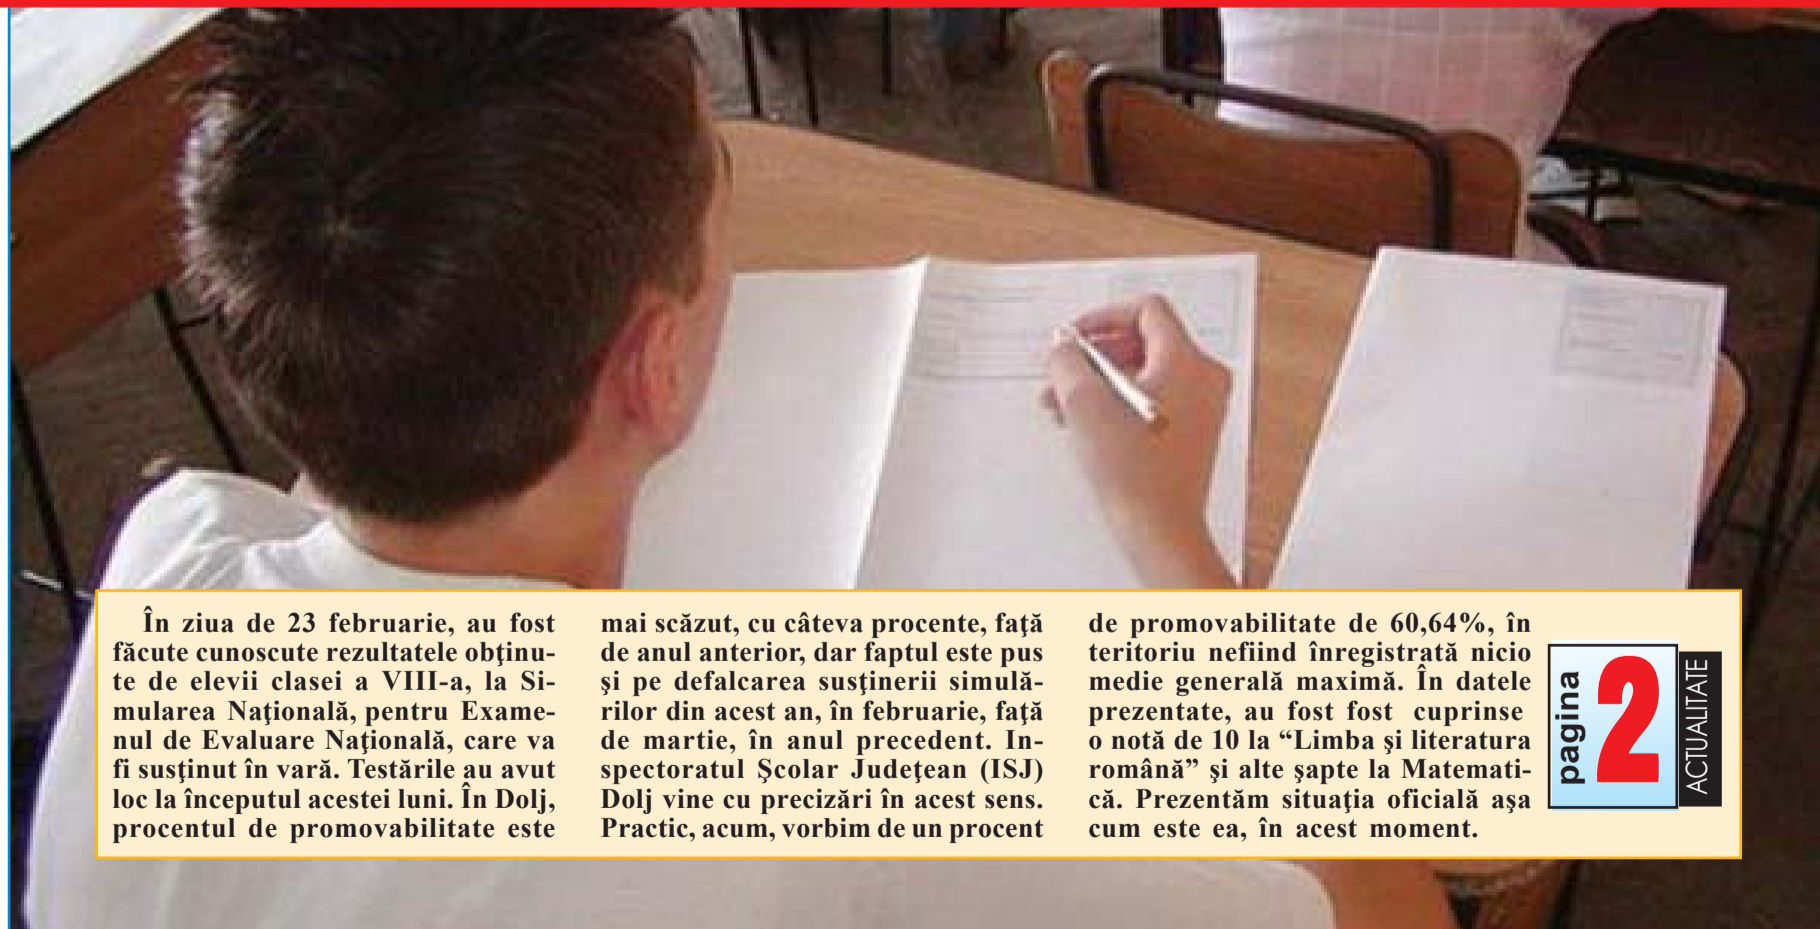 În ziua de 23 februarie, au fost
făcute cunoscute rezultatele obţinu-
te de elevii clasei a VIII-a, la Si-
mularea Naţională, pentru Exame-
nul de Evaluare Naţională, care va
fi susţinut în vară. Testările au avut
loc la începutul acestei luni. În Dolj,
procentul de promovabilitate este
mai scăzut, cu câteva procente, faţă
de anul anterior, dar faptul este pus
şi pe defalcarea susţinerii simulă-
rilor din acest an, în februarie, faţă
de martie, în anul precedent. In-
spectoratul Şcolar Judeţean (ISJ)
Dolj vine cu precizări în acest sens.
Practic, acum, vorbim de un procent
de promovabilitate de 60,64%, în
teritoriu nefiind înregistrată nicio
medie generală maximă. În datele
prezentate, au fost fost cuprinse
o notă de 10 la “Limba şi literatura
română” şi alte şapte la Matemati-
că. Prezentăm situaţia oficială aşa
cum este ea, în acest moment.
pagina
2
ACTUALITATE